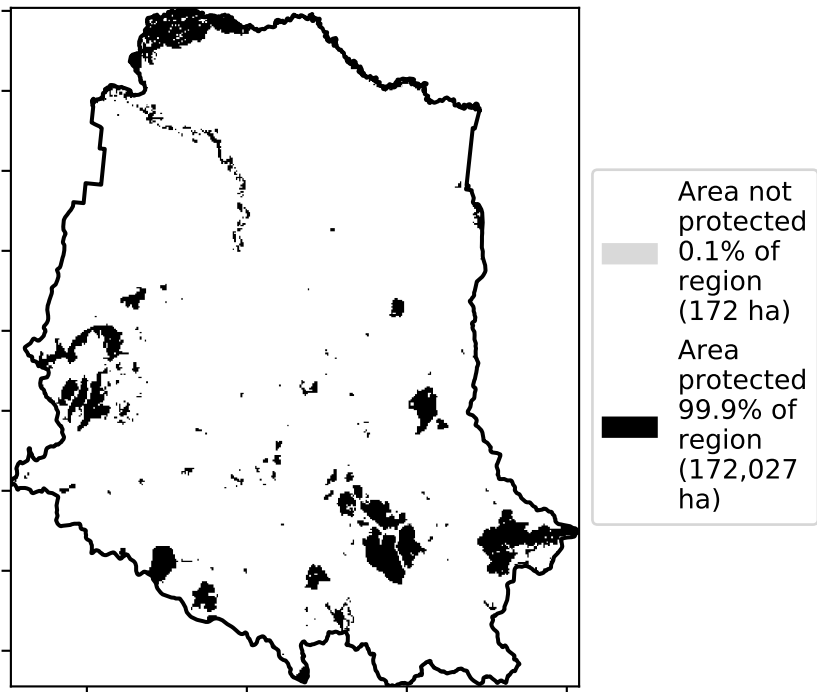 Area not
protected
0.1% of
region
(172 ha)
Area
protected
99.9% of
region
(172,027
ha)